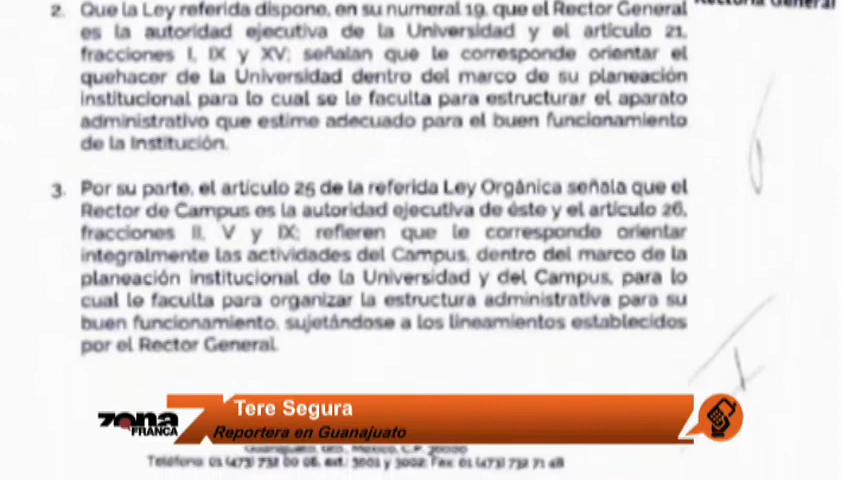 Rectoría General
2. Que la Ley referida dispone, en su numeral 19, que el Rector General
es la autoridad ejecutiva de la Universidad y el artículo 21,
fracciones I, IX y XV; señalan que le corresponde orientar el
quehacer de la Universidad dentro del marco de su planeación
institucional para lo cual se le faculta para estructurar el aparato
administrativo que estime adecuado para el buen funcionamiento
de la Institución.
3. Por su parte, el artículo 25 de la referida Ley Orgánica señala que el
Rector de Campus es la autoridad ejecutiva de éste y el artículo 26,
fracciones II, V y IX; refieren que le corresponde orientar
integralmente las actividades del Campus, dentro del marco de la
planeación institucional de la Universidad y del Campus, para lo
cual le faculta para organizar la estructura administrativa para su
buen funcionamiento, sujetándose a los lineamientos establecidos
por el Rector General.
Tere Segura
ZONA
FRANCA
Reportera en Guanajuato
Guanajuato, Gto., México, C.P. 36000
Teléfono: 01 (473) 732 00 06, ext.: 3001 y 3002; Fax: 01 (473) 732 71 48